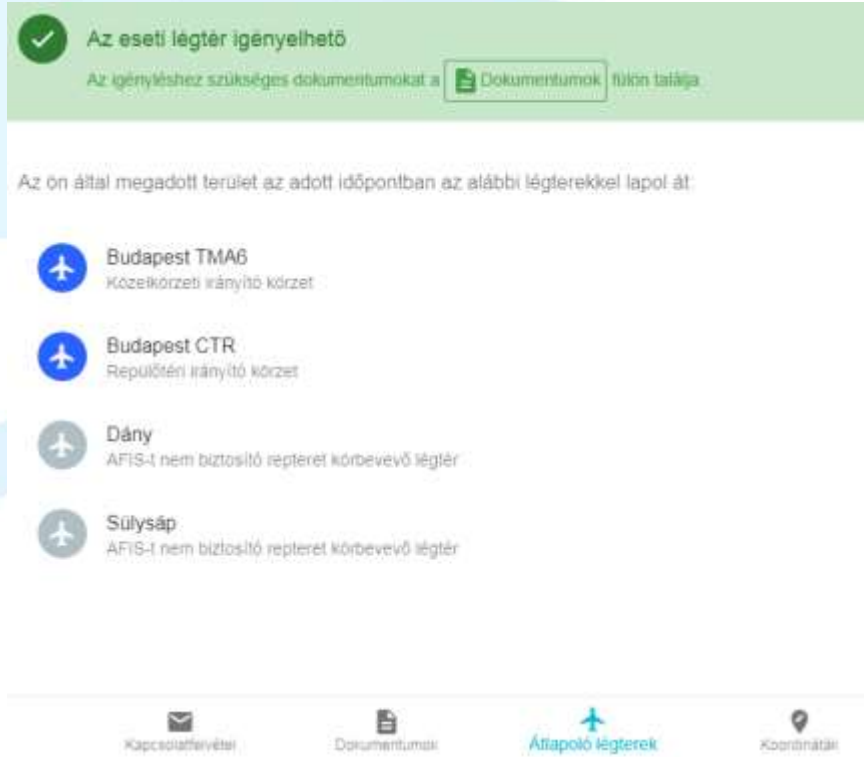 Az eseti légtér igényelhető
Az igényléshez szükséges dokumentumokat a Dokumentumok fülön találja
Az ön által megadott terület az adott időpontban az alábbi légterekkel lapol át:
Budapest TMA6
Közelkörzeti irányító körzet
Budapest CTR
Repülőtéri irányító körzet
Dány
AFIS-t nem biztosító repteret körbevevő légtér
Sülysáp
AFIS-t nem biztosító repteret körbevevő légtér
Kapcsolatfelvétel Dokumentumok Átlapoló légterek Koordináták